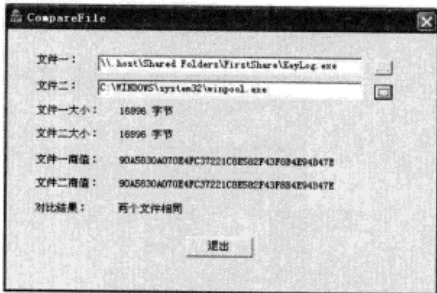 CompareFile
文件一： \\.host\Shared Folders\FirstShare\KeyLog.exe
文件二： C:\WINDOWS\system32\winpool.exe
文件一大小： 16896 字节
文件二大小： 16896 字节
文件一商值： 90A5830A070E4FC37221C8E582F43F8B4E94B47E
文件二商值： 90A5830A070E4FC37221C8E582F43F8B4E94B47E
对比结果： 两个文件相同
退出